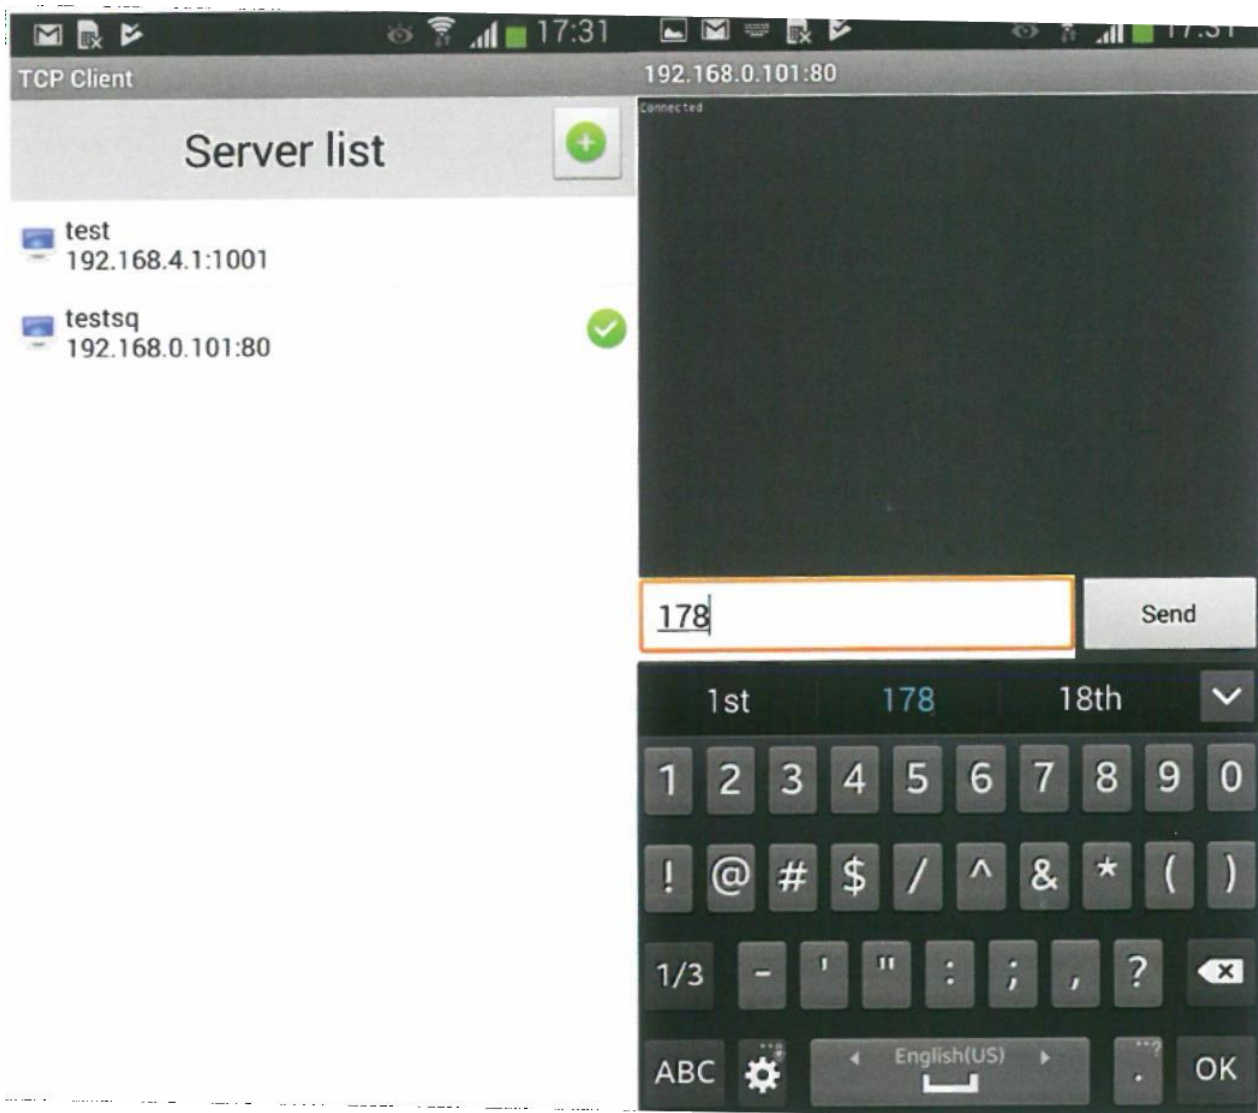 17:31
TCP Client
Server list
test
192.168.4.1:1001
testsq
192.168.0.101:80
17:31
192.168.0.101:80
Connected
178
Send
1st 178 18th
1 2 3 4 5 6 7 8 9 0
! @ # $ / ^ & * ( )
1/3 - ' " : ; , ?
ABC English(US) . OK